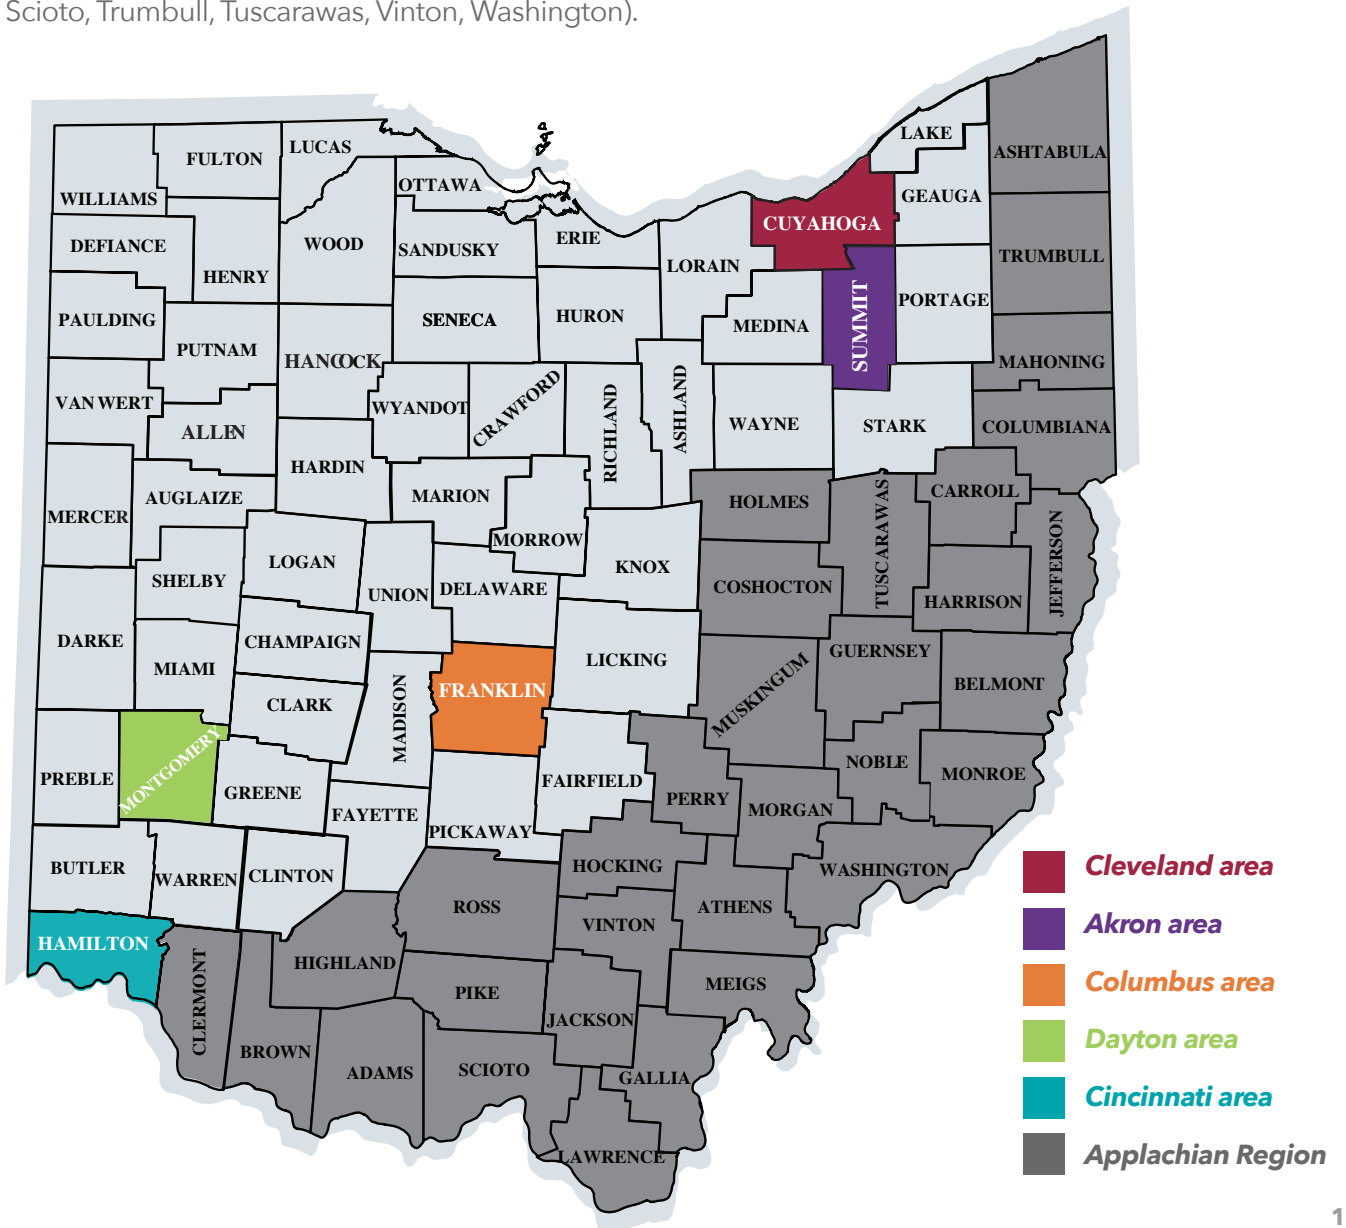 Scioto, Trumbull, Tuscarawas, Vinton, Washington).
LAKE
ASHTABULA
LUCAS
FULTON
OTTAWA
WILLIAMS
GEAUGA
CUYAHOGA
DEFIANCE
WOOD
SANDUSKY
ERIE
LORAIN
TRUMBULL
HENRY
PORTAGE
PAULDING
SENECA
HURON
MEDINA
SUMMIT
PUTNAM
HANCOCK
MAHONING
VAN WERT
WYANDOT
CRAWFORD
RICHLAND
ASHLAND
WAYNE
STARK
COLUMBIANA
ALLEN
HARDIN
AUGLAIZE
MARION
HOLMES
CARROLL
MERCER
MORROW
TUSCARAWAS
JEFFERSON
LOGAN
KNOX
SHELBY
UNION
DELAWARE
COSHOCTON
HARRISON
DARKE
CHAMPAIGN
MIAMI
LICKING
GUERNSEY
BELMONT
CLARK
MADISON
FRANKLIN
MUSKINGUM
PREBLE
MONTGOMERY
GREENE
FAIRFIELD
NOBLE
MONROE
PERRY
MORGAN
FAYETTE
PICKAWAY
BUTLER
WARREN
CLINTON
HOCKING
WASHINGTON
ROSS
ATHENS
VINTON
HAMILTON
HIGHLAND
CLERMONT
PIKE
MEIGS
JACKSON
BROWN
ADAMS
SCIOTO
GALLIA
LAWRENCE
Cleveland area
Akron area
Columbus area
Dayton area
Cincinnati area
Applachian Region
1